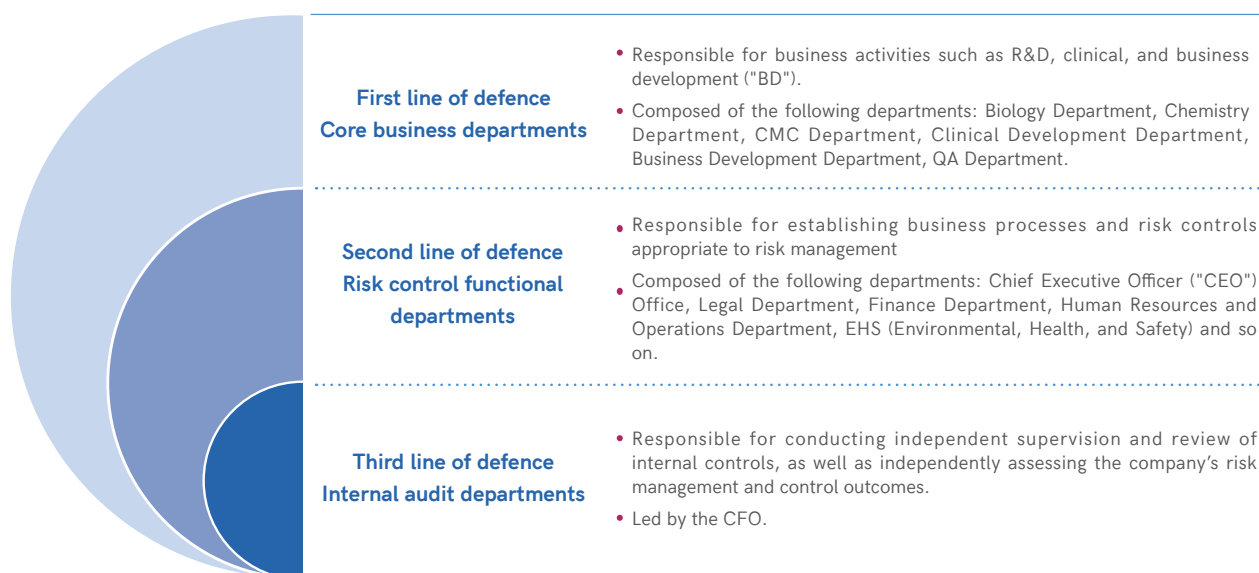 First line of defence
Core business departments
• Responsible for business activities such as R&D, clinical, and business
development ("BD").
• Composed of the following departments: Biology Department, Chemistry
Department, CMC Department, Clinical Development Department,
Business Development Department, QA Department.
Second line of defence
Risk control functional
departments
• Responsible for establishing business processes and risk controls
appropriate to risk management
• Composed of the following departments: Chief Executive Officer ("CEO")
Office, Legal Department, Finance Department, Human Resources and
Operations Department, EHS (Environmental, Health, and Safety) and so
on.
Third line of defence
Internal audit departments
• Responsible for conducting independent supervision and review of
internal controls, as well as independently assessing the company’s risk
management and control outcomes.
• Led by the CFO.